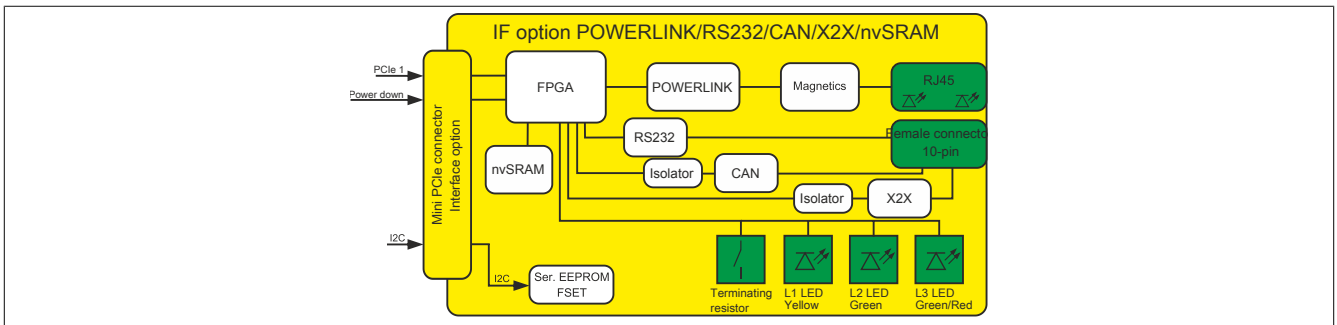 IF option POWERLINK/RS232/CAN/X2X/nvSRAM
PCIe 1
Power down
I2C
Mini PCIe connector
Interface option
FPGA
POWERLINK
Magnetics
RJ45
RS232
Female connector
10-pin
nvSRAM
Isolator
CAN
Isolator
X2X
I2C
Ser. EEPROM
FSET
Terminating
resistor
L1 LED
Yellow
L2 LED
Green
L3 LED
Green/Red